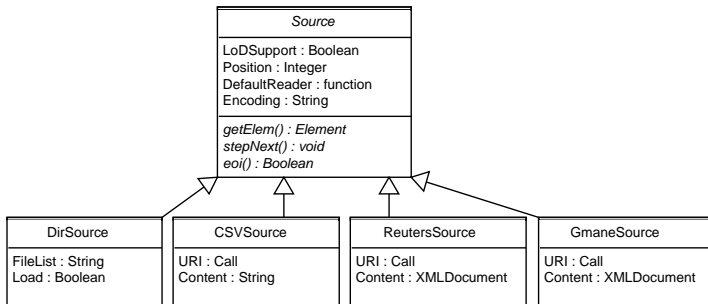 Source
LoDSupport : Boolean
Position : Integer
DefaultReader : function
Encoding : String
getElem() : Element
stepNext() : void
eoi() : Boolean
DirSource
FileList : String
Load : Boolean
CSVSource
URI : Call
Content : String
ReutersSource
URI : Call
Content : XMLDocument
GmaneSource
URI : Call
Content : XMLDocument